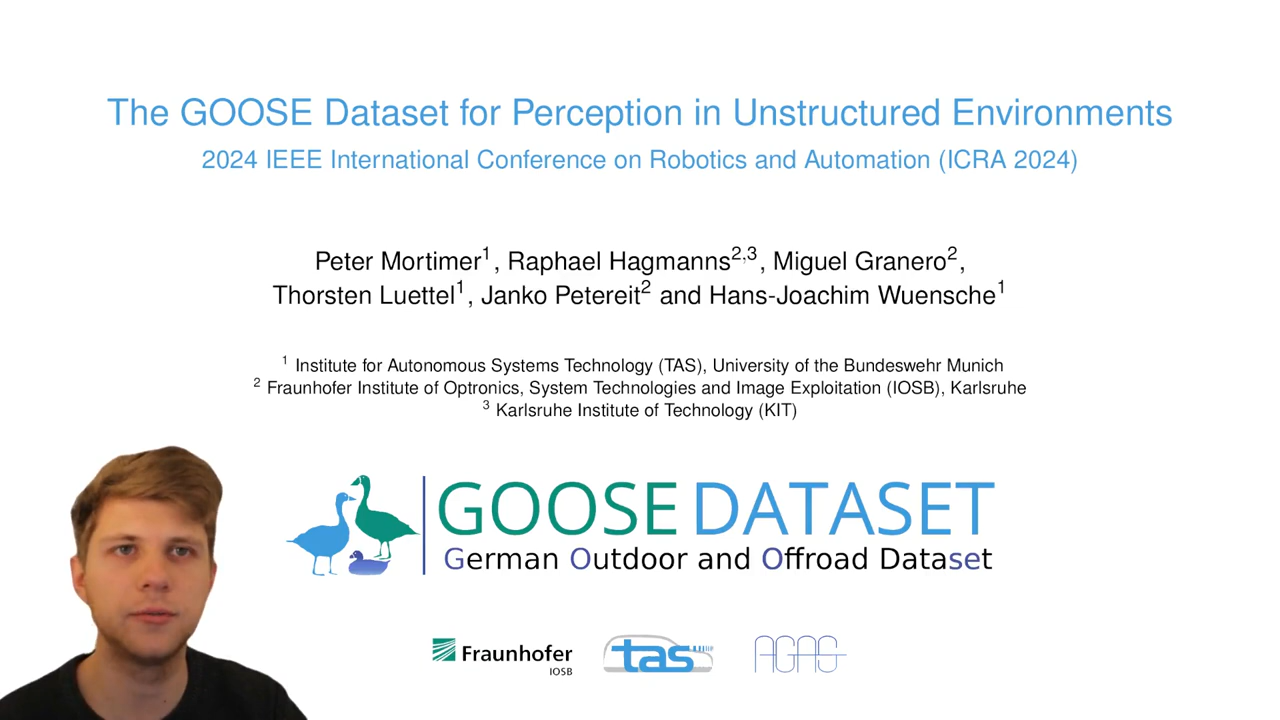 The GOOSE Dataset for Perception in Unstructured Environments
2024 IEEE International Conference on Robotics and Automation (ICRA 2024)
Peter Mortimer¹, Raphael Hagmanns²,³, Miguel Granero²,
Thorsten Luettel¹, Janko Petereit² and Hans-Joachim Wuensche¹
¹ Institute for Autonomous Systems Technology (TAS), University of the Bundeswehr Munich
² Fraunhofer Institute of Optronics, System Technologies and Image Exploitation (IOSB), Karlsruhe
³ Karlsruhe Institute of Technology (KIT)
GOOSE DATASET
German Outdoor and Offroad Dataset
Fraunhofer
IOSB
tas
AGAS